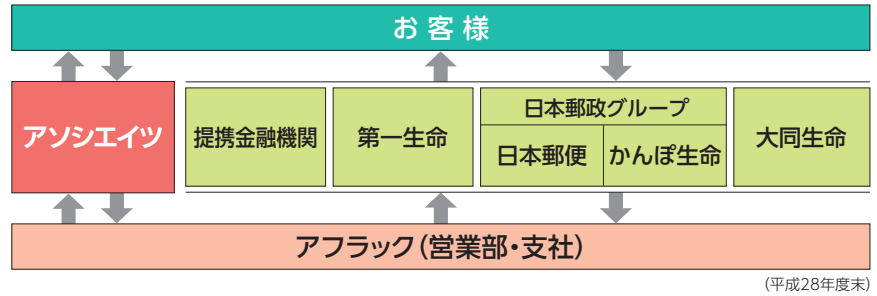 お客様
アソシエイツ
提携金融機関
第一生命
日本郵政グループ
日本郵便
かんぽ生命
大同生命
アフラック(営業部・支社)
(平成28年度末)